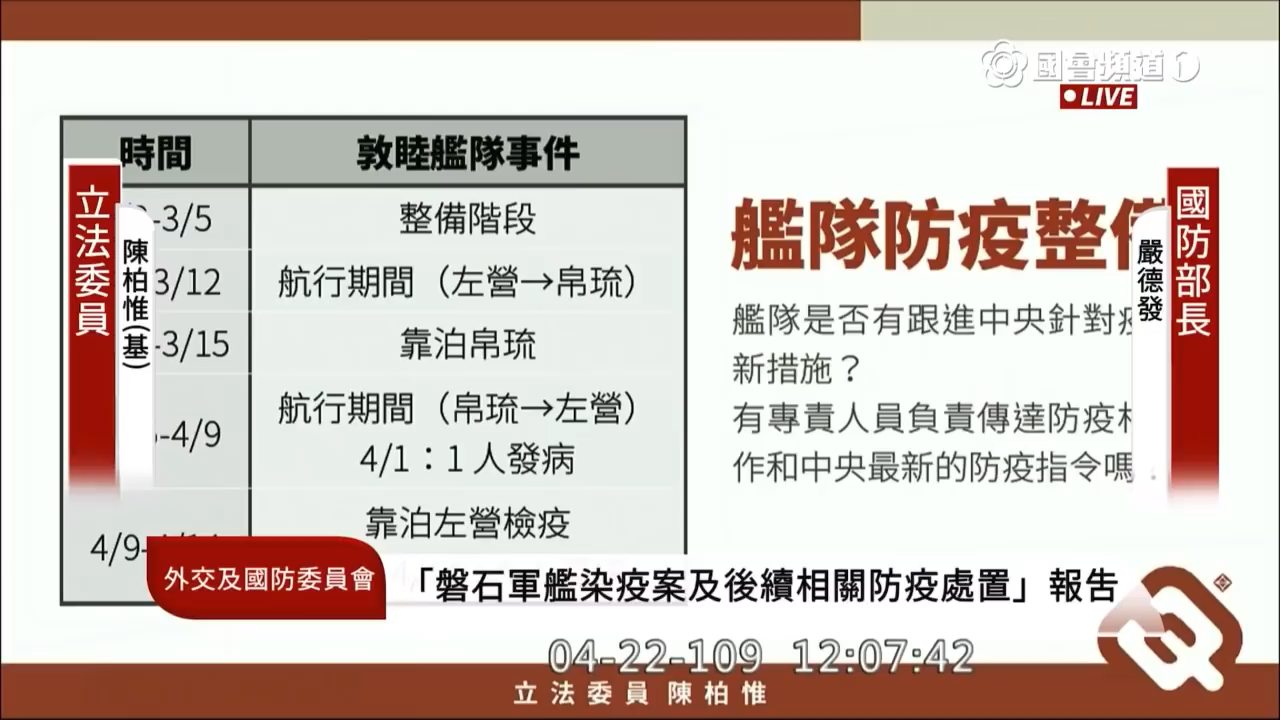 國會頻道1
LIVE
時間 敦睦艦隊事件
-3/5 整備階段
3/12 航行期間（左營→帛琉）
-3/15 靠泊帛琉
-4/9 航行期間（帛琉→左營）
4/1：1人發病
4/9- 靠泊左營檢疫
艦隊防疫整
艦隊是否有跟進中央針對
新措施？
有專責人員負責傳達防疫
作和中央最新的防疫指令嗎
立法委員
陳柏惟(基)
國防部長
嚴德發
外交及國防委員會
「磐石軍艦染疫案及後續相關防疫處置」報告
04-22-109 12:07:42
立法委員 陳柏惟